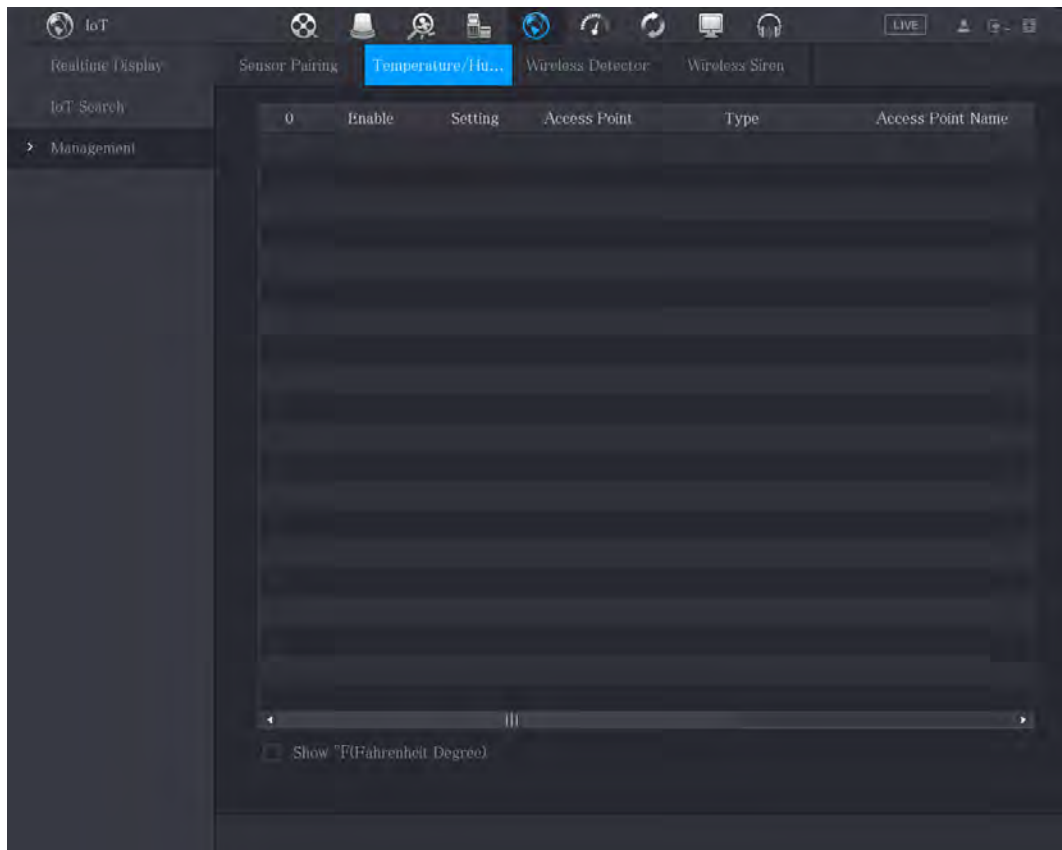 IoT
LIVE
Realtime Display
Sensor Pairing
Temperature/Hu...
Wireless Detector
Wireless Siren
IoT Search
Management
0
Enable
Setting
Access Point
Type
Access Point Name
Show °F(Fahrenheit Degree)